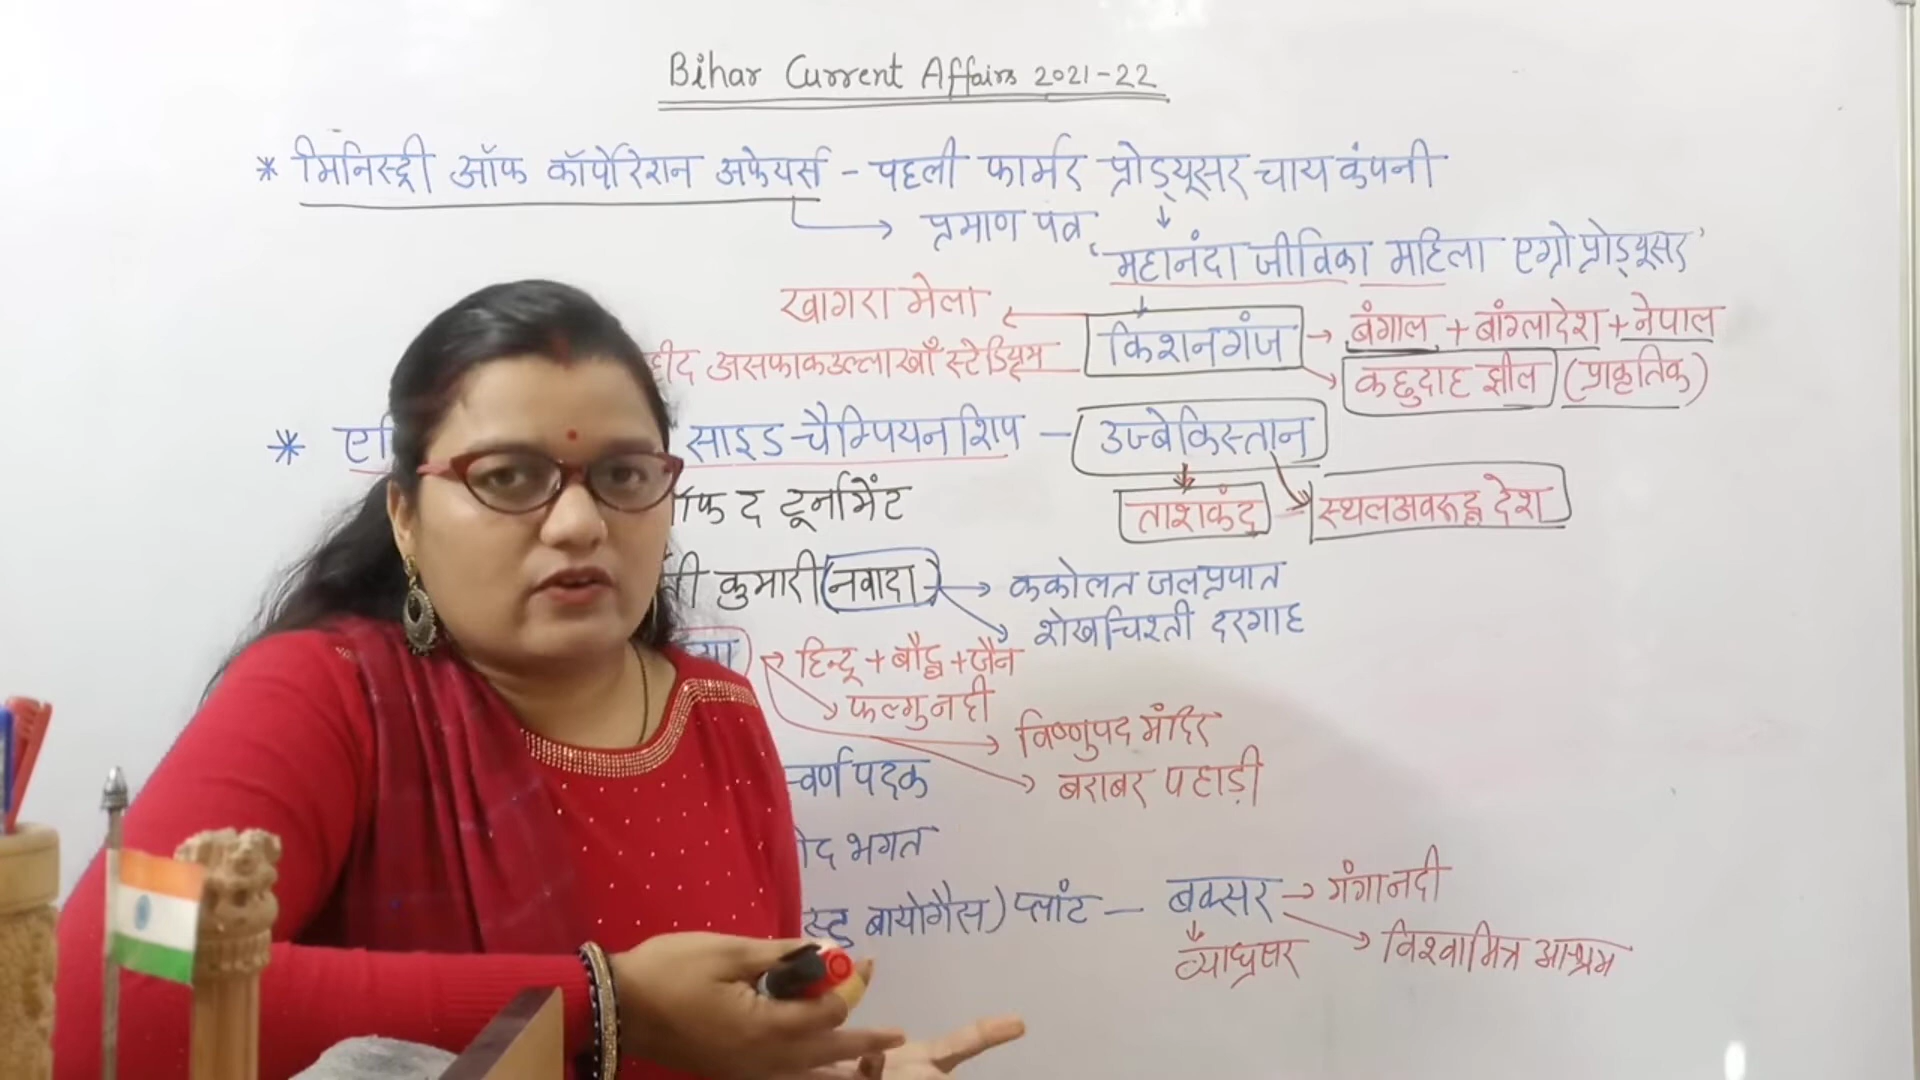 Bihar Current Affairs 2021-22
* मिनिस्ट्री ऑफ कॉर्पोरेशन अफेयर्स - पहली फार्मर प्रोड्यूसर चाय कंपनी
→ प्रमाण पत्र
'महानंदा जीविका महिला एग्रो प्रोड्यूसर'
खागरा मेला ← किशनगंज → बंगाल + बांग्लादेश + नेपाल
असफाकउल्लाखाँ स्टेडियम
कछुदाह झील (प्राकृतिक)
* साइड चैम्पियनशिप - उज्बेकिस्तान
द टूर्नामेंट
ताशकंद → स्थलअवरूद्ध देश
कुमारी (नवादा) → ककोलत जलप्रपात
शेखचिश्ती दरगाह
→ हिन्दू + बौद्ध + जैन
फल्गु नदी
विष्णुपद मंदिर
बराबर पहाड़ी
पदक
भगत
बायोगैस) प्लांट - बक्सर → गंगा नदी
व्याघ्रसर → विश्वामित्र आश्रम